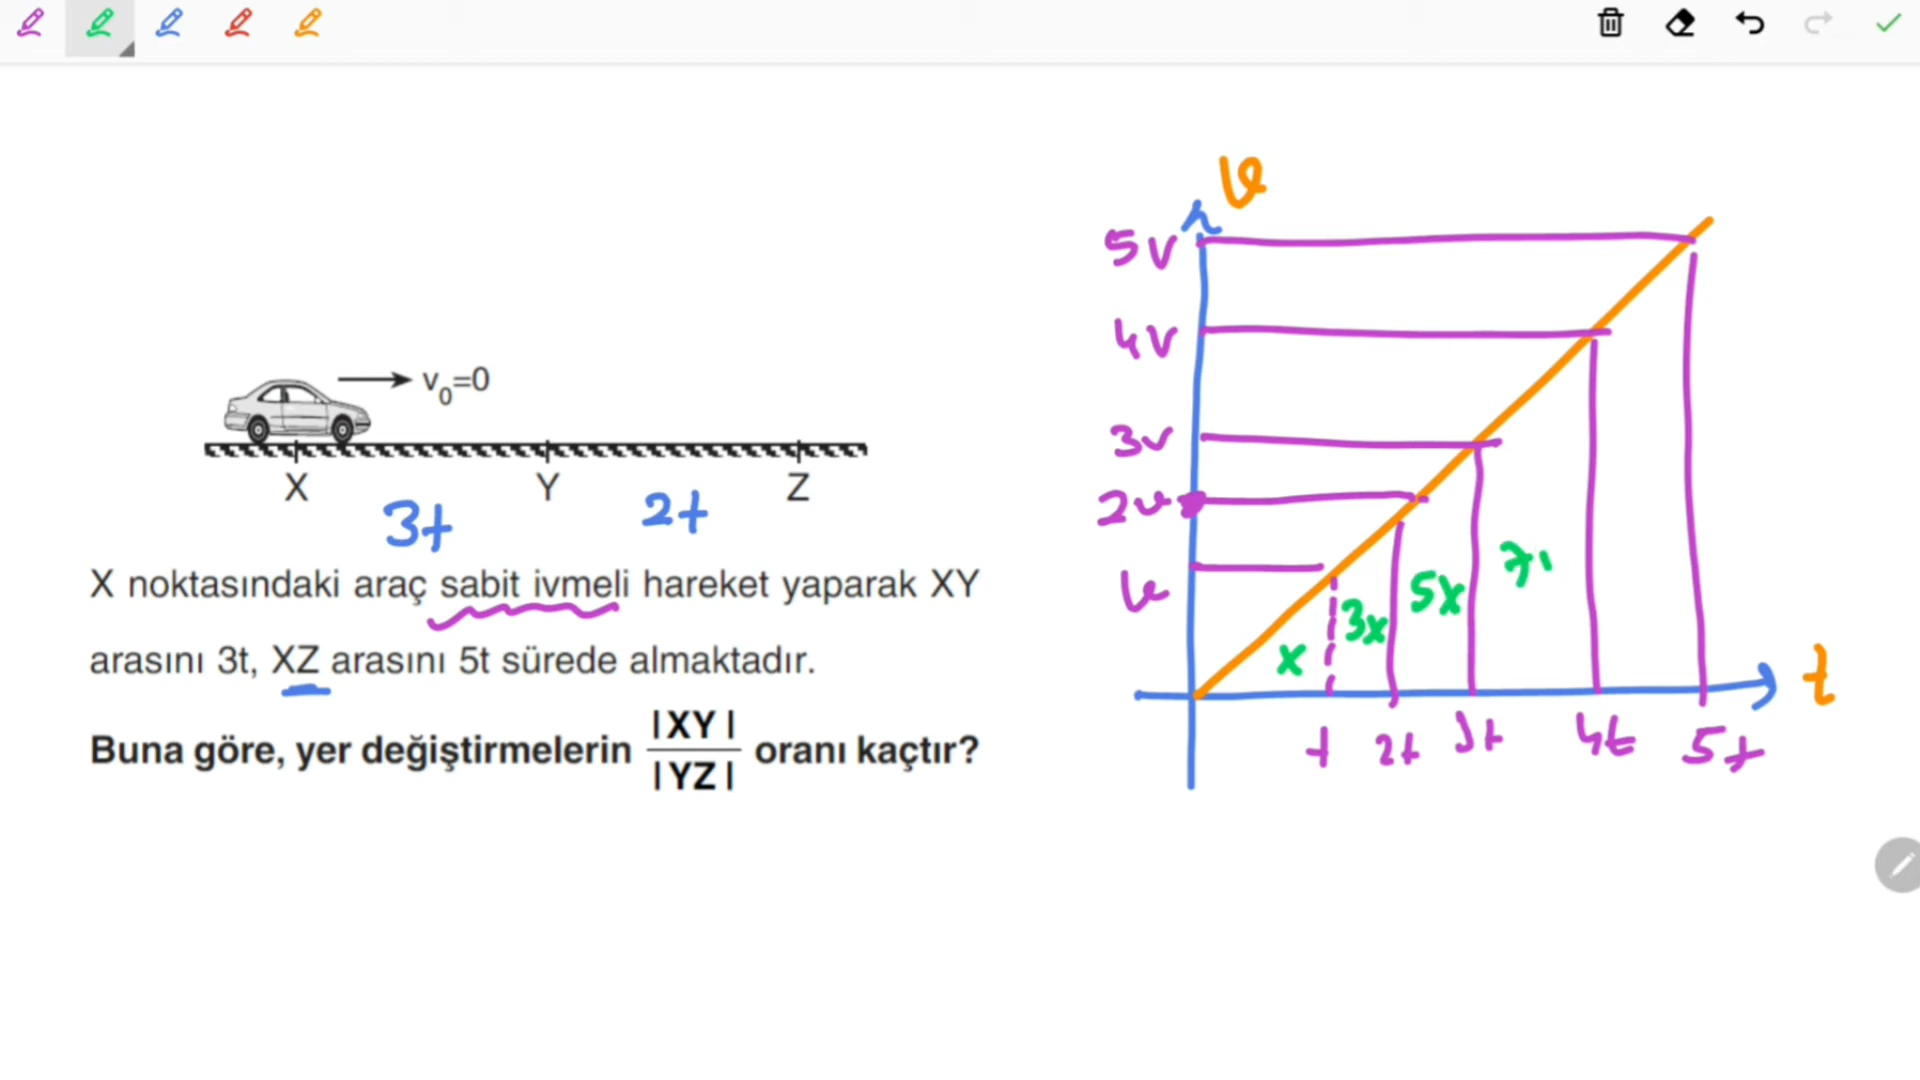 v₀=0
X Y Z
3t 2t
X noktasındaki araç sabit ivmeli hareket yaparak XY
arasını 3t, XZ arasını 5t sürede almaktadır.
Buna göre, yer değiştirmelerin |XY| / |YZ| oranı kaçtır?
v
5v
4v
3v
2v
v
x 3x 5x 7
t
t 2t 3t 4t 5t